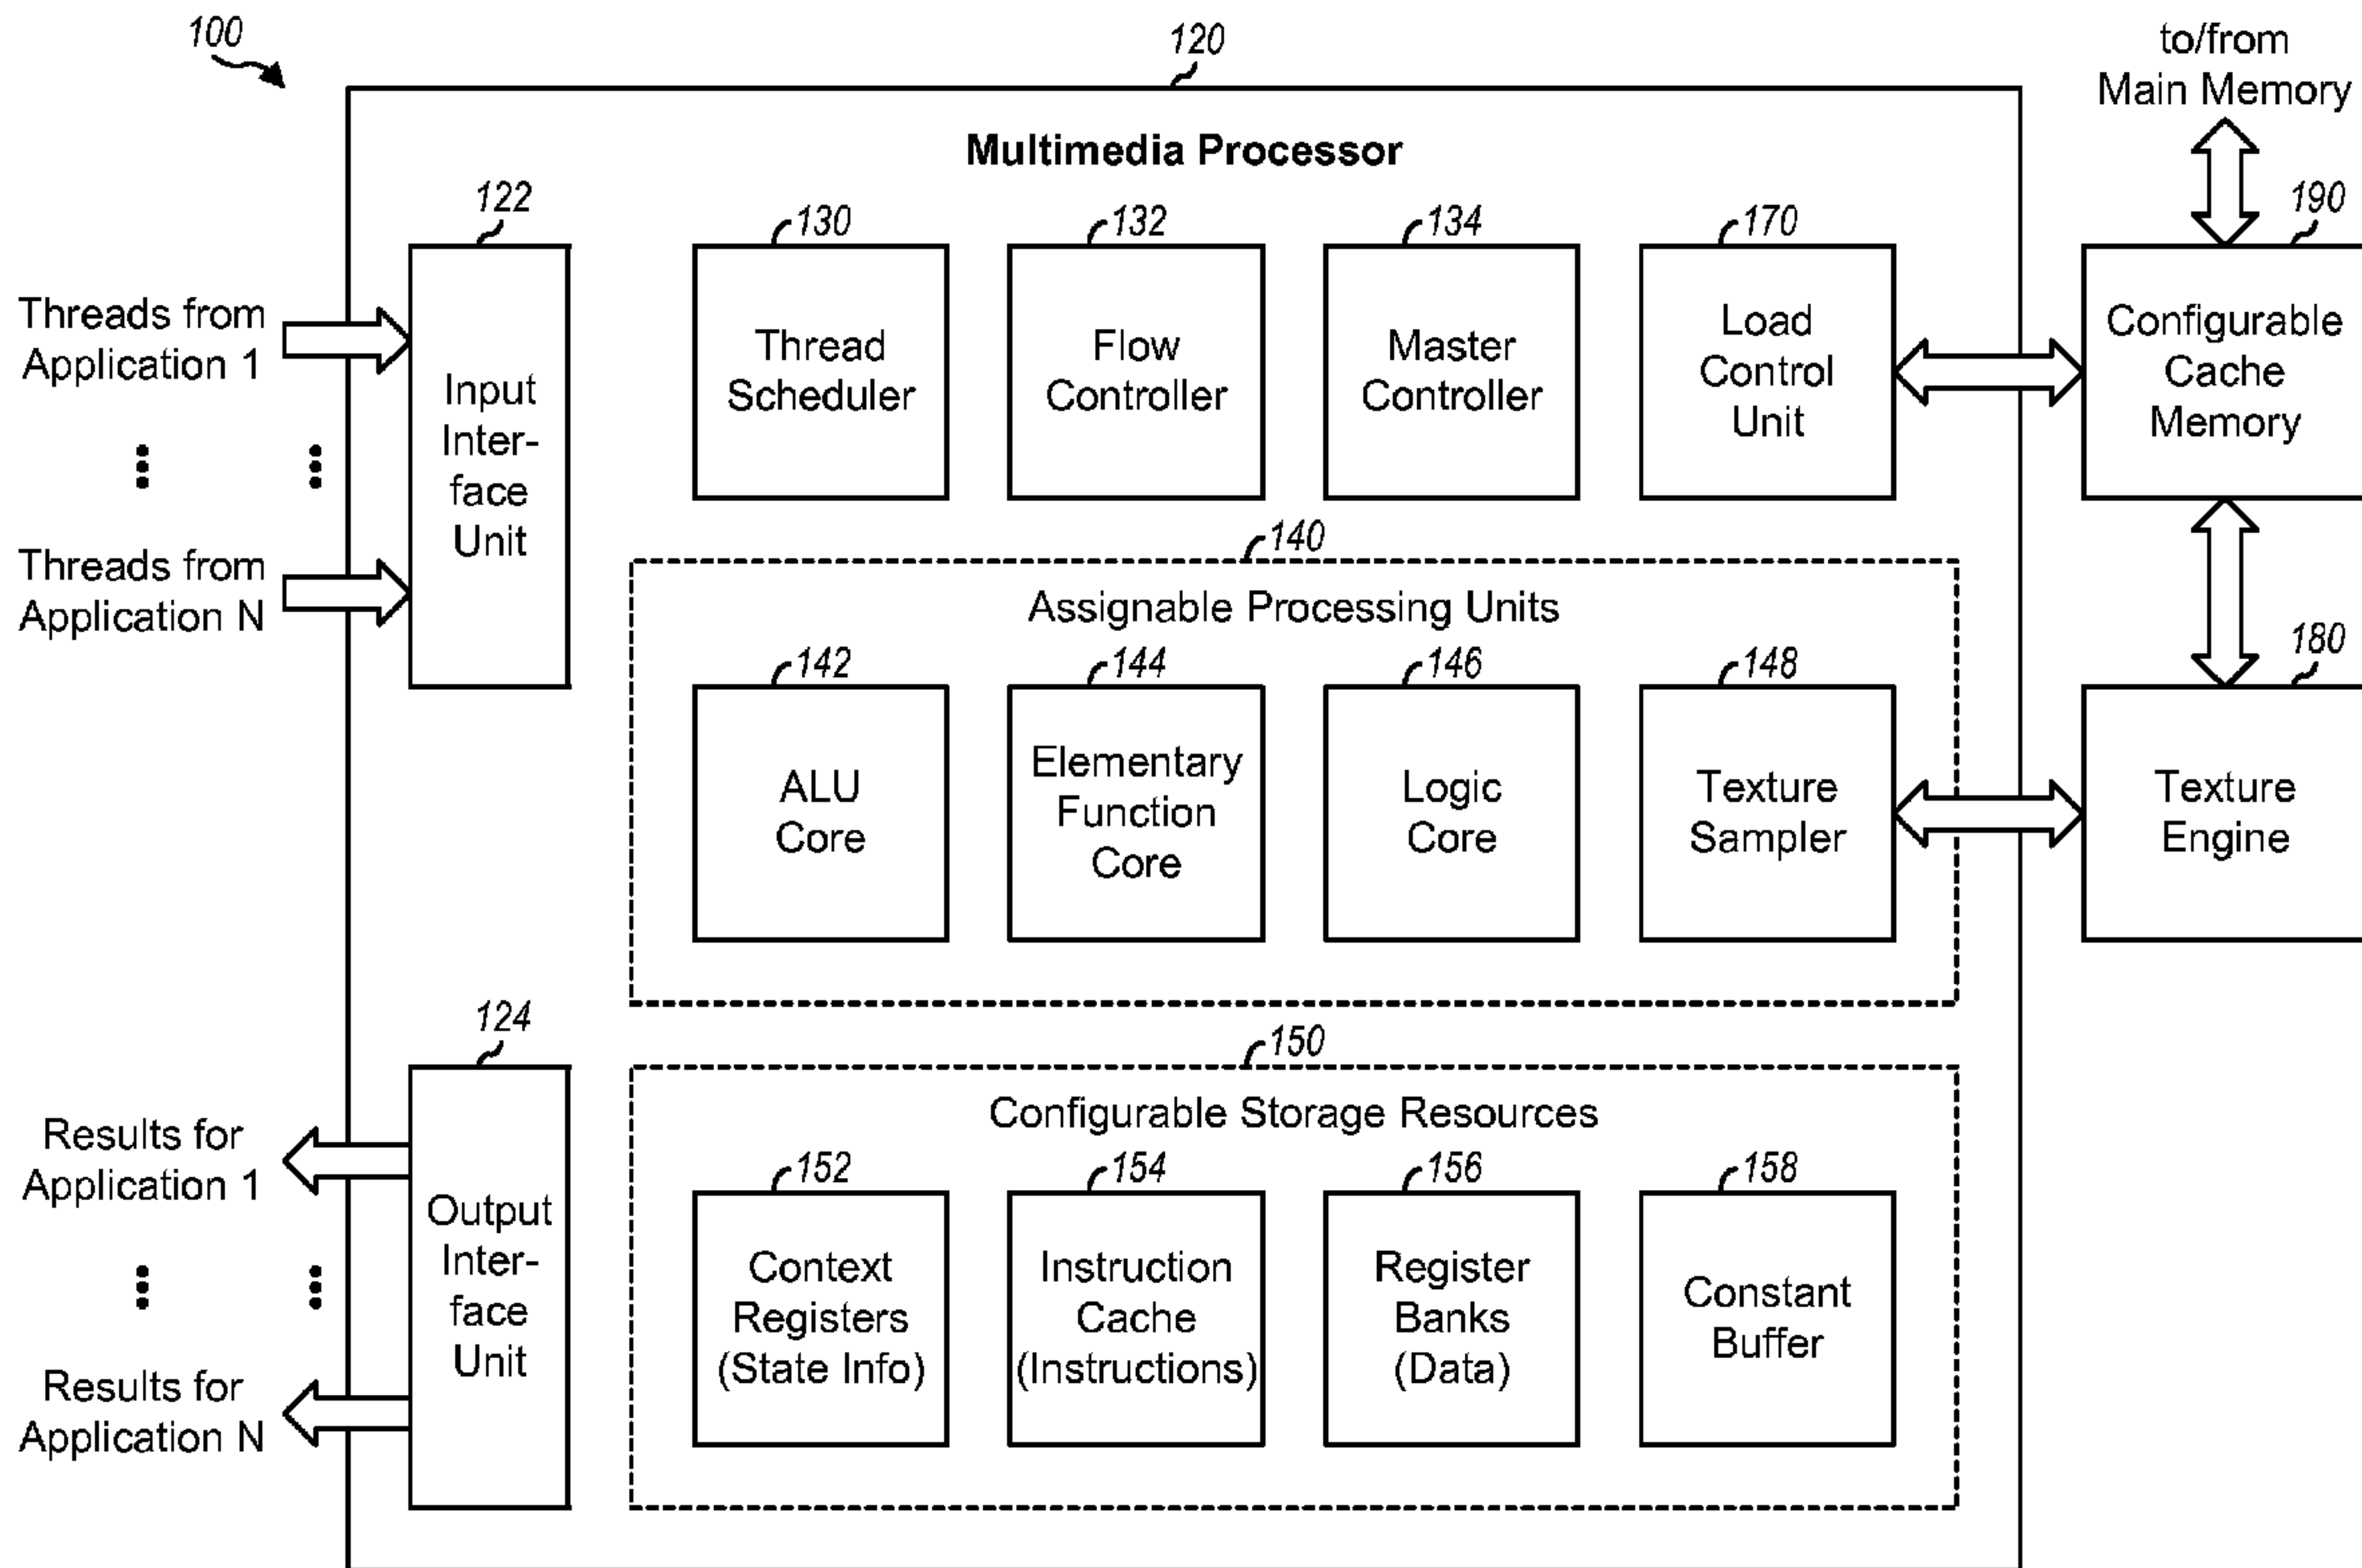 100
120
to/from
Main Memory
Multimedia Processor
122
130
132
134
170
190
Threads from
Application 1
Threads from
Application N
Input
Inter-
face
Unit
Thread
Scheduler
Flow
Controller
Master
Controller
Load
Control
Unit
Configurable
Cache
Memory
140
Assignable Processing Units
142
144
146
148
180
ALU
Core
Elementary
Function
Core
Logic
Core
Texture
Sampler
Texture
Engine
124
150
Configurable Storage Resources
152
154
156
158
Results for
Application 1
Results for
Application N
Output
Inter-
face
Unit
Context
Registers
(State Info)
Instruction
Cache
(Instructions)
Register
Banks
(Data)
Constant
Buffer